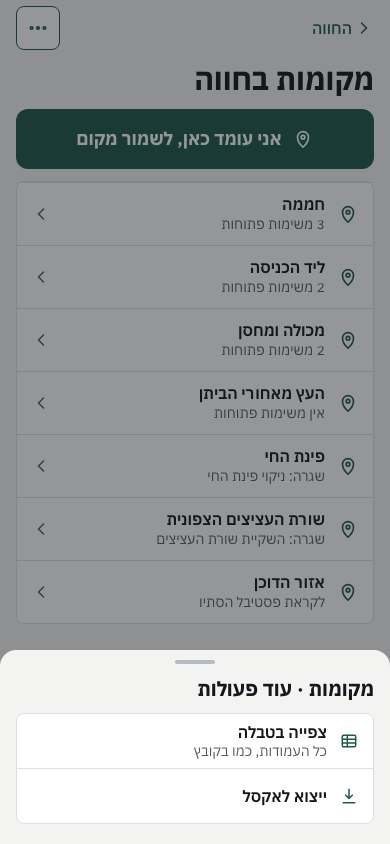 החווה
מקומות בחווה
אני עומד כאן, לשמור מקום
חממה
3 משימות פתוחות
ליד הכניסה
2 משימות פתוחות
מכולה ומחסן
2 משימות פתוחות
העץ מאחורי הביתן
אין משימות פתוחות
פינת החי
שגרה: ניקוי פינת החי
שורת העציצים הצפונית
שגרה: השקיית שורת העציצים
אזור הדוכן
לקראת פסטיבל הסתיו
מקומות · עוד פעולות
צפייה בטבלה
כל העמודות, כמו בקובץ
ייצוא לאקסל